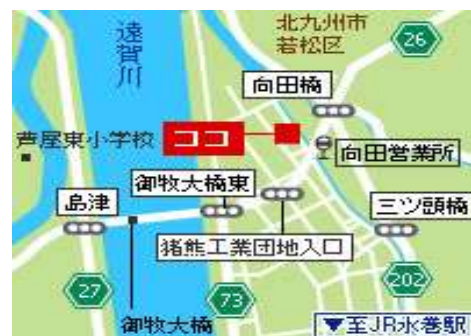 遠賀川
北九州市
若松区
26
向田橋
芦屋東小学校
ココ
向田営業所
御牧大橋東
島津
三ツ頭橋
猪熊工業団地入口
27
73
202
御牧大橋
▼至JR水巻駅